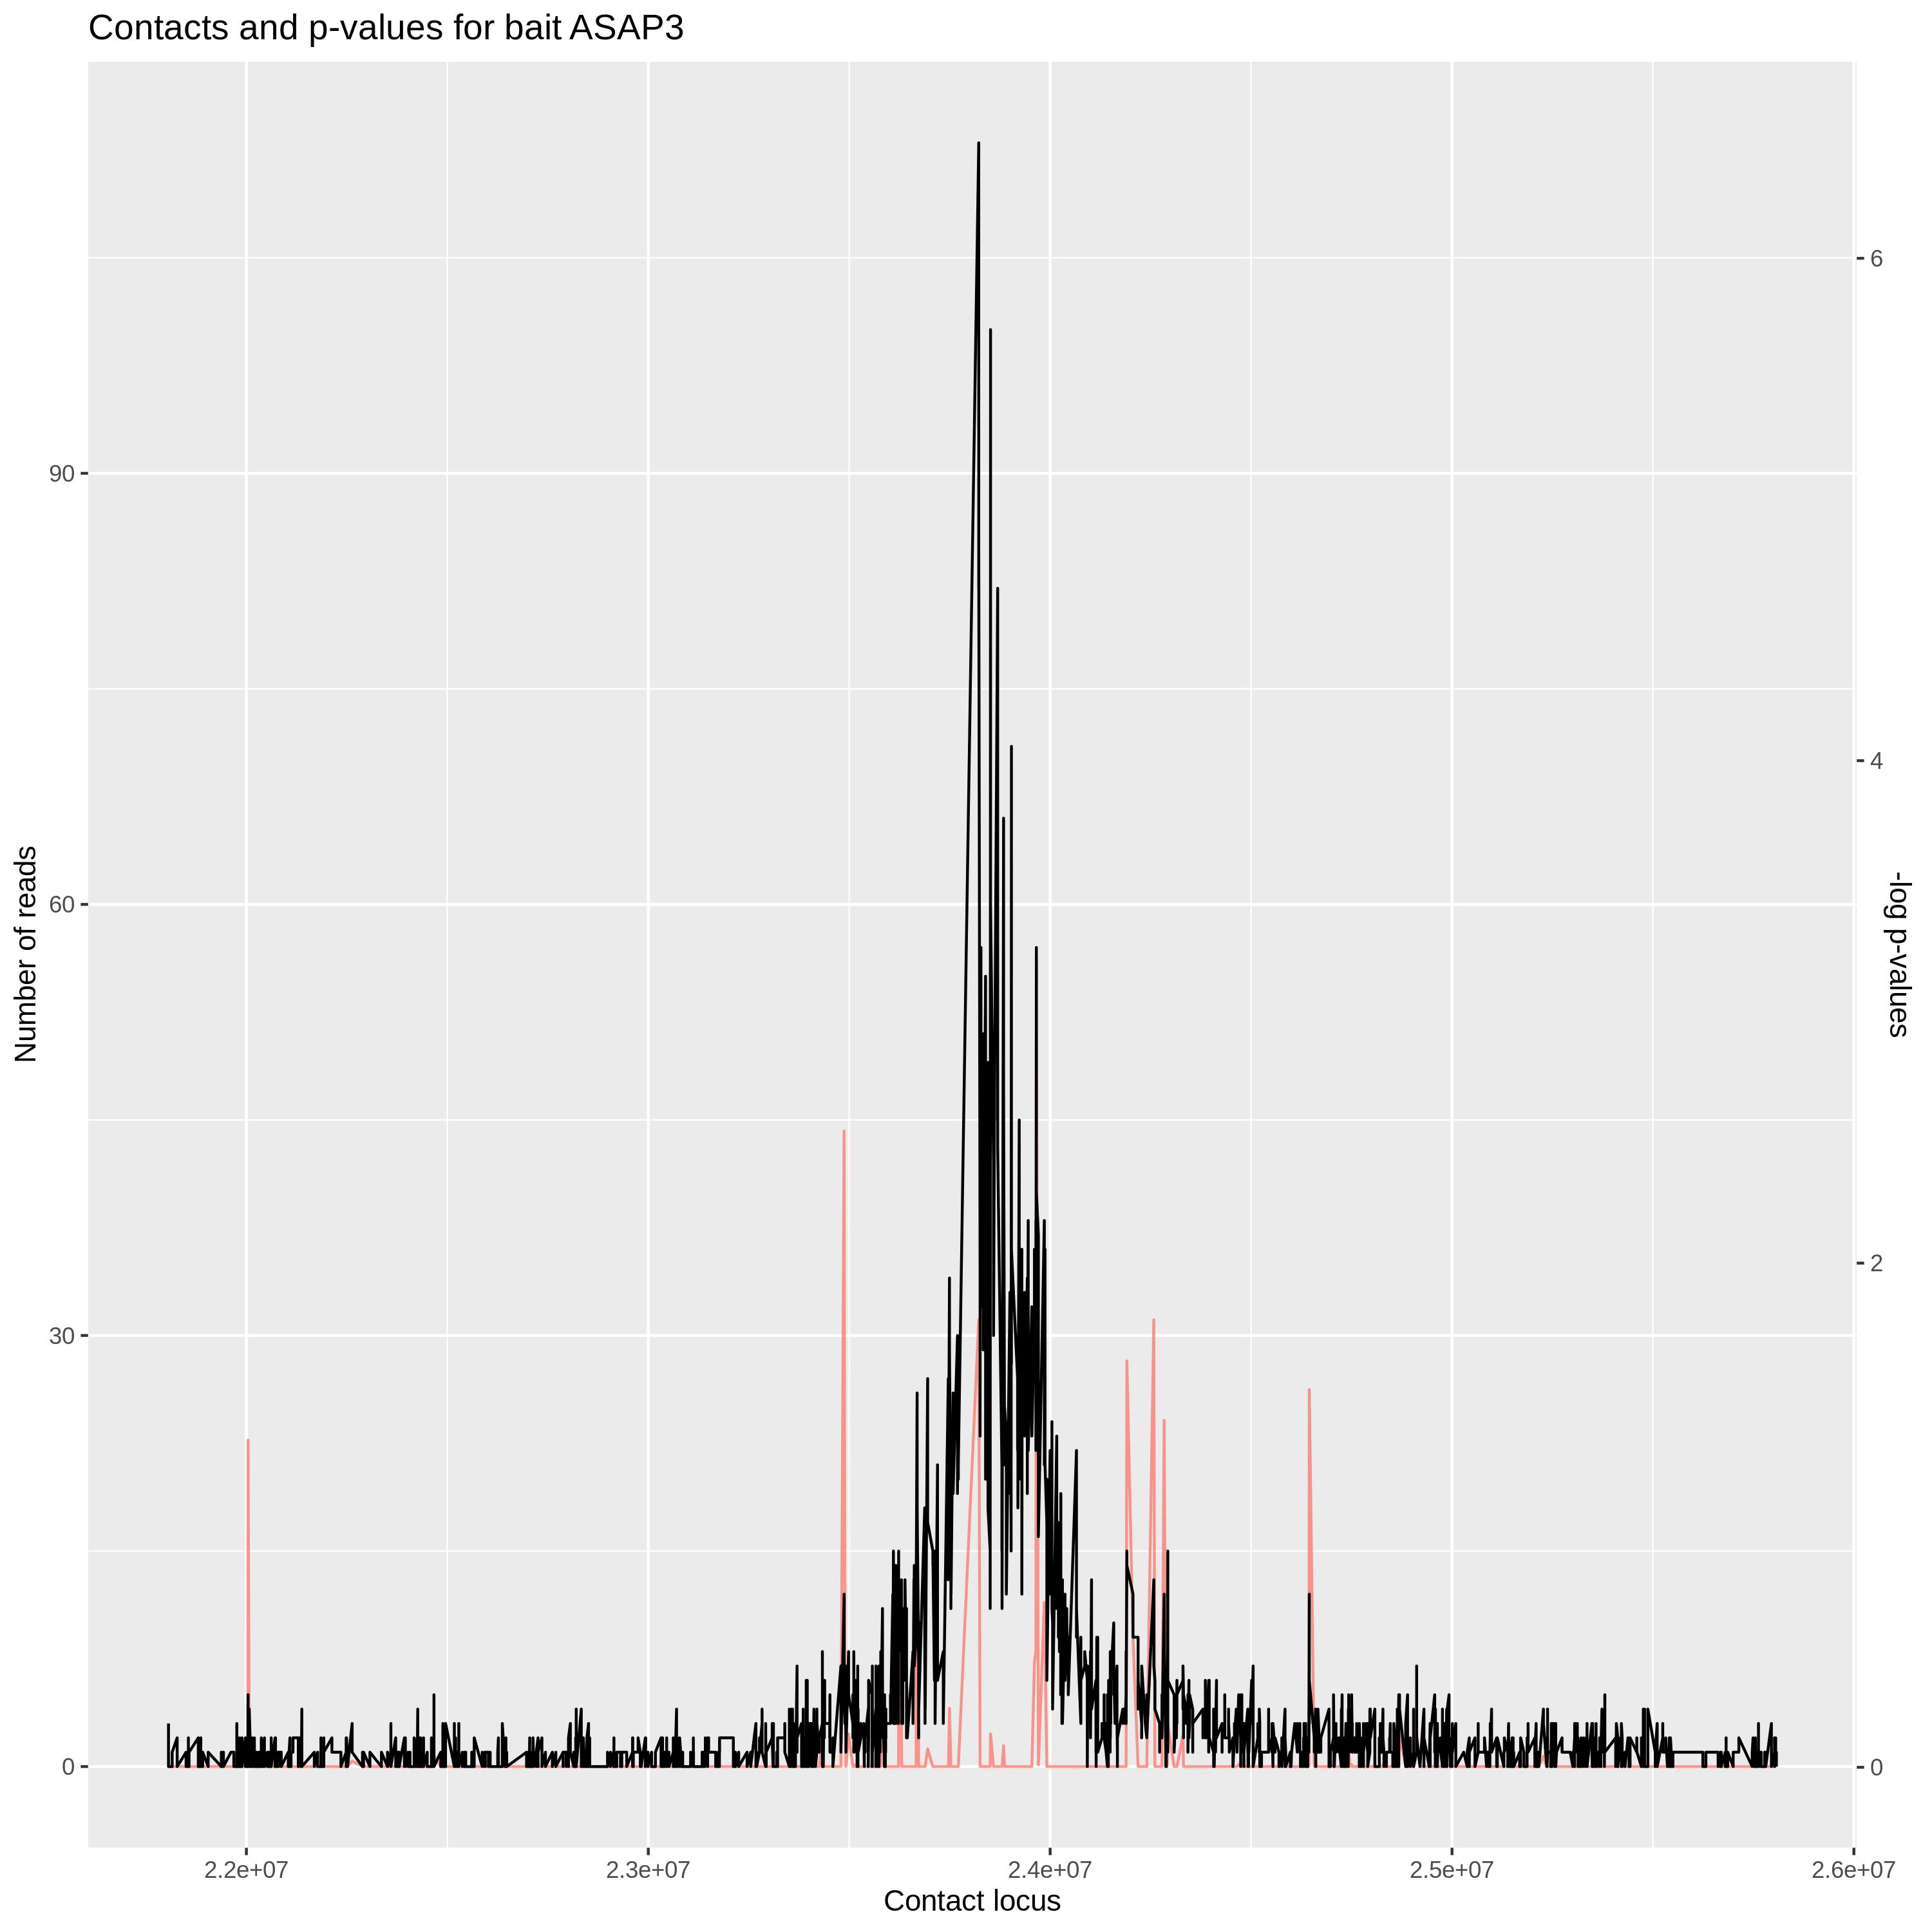 Contacts and p-values for bait ASAP3
90
60
30
0
Number of reads
6
4
2
0
-log p-values
2.2e+07
2.3e+07
2.4e+07
2.5e+07
2.6e+07
Contact locus